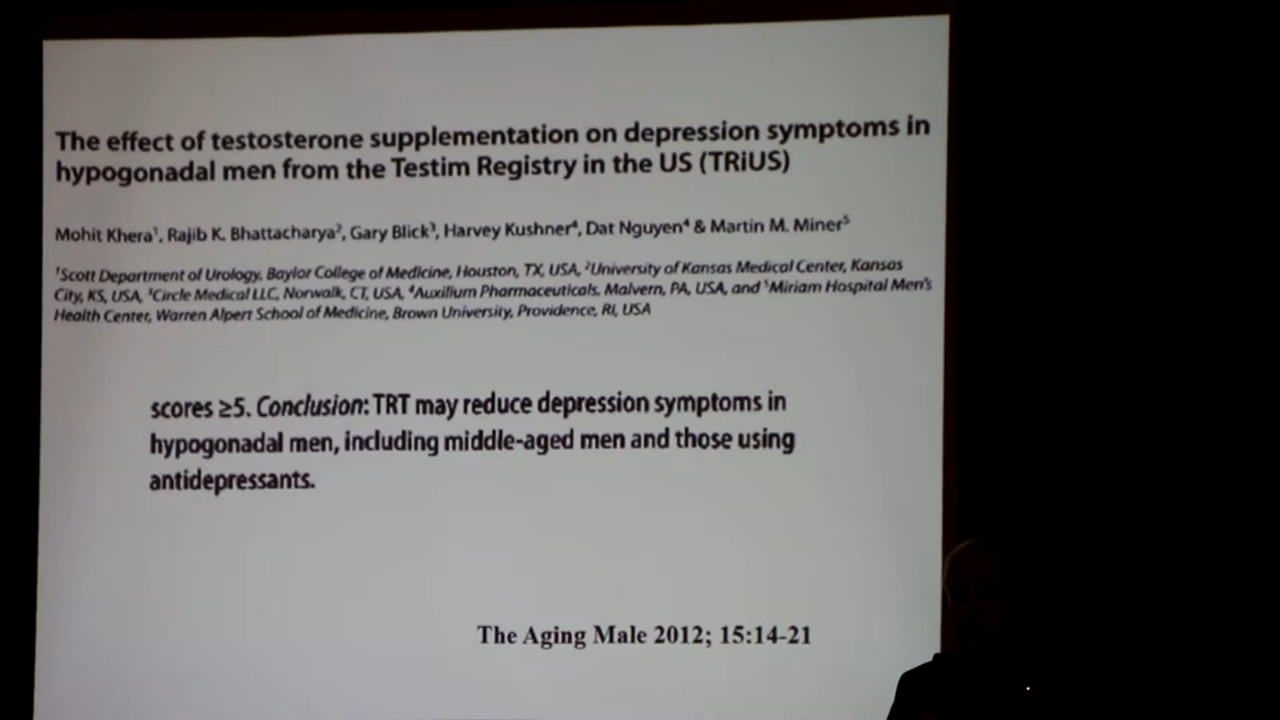 The effect of testosterone supplementation on depression symptoms in
hypogonadal men from the Testim Registry in the US (TRiUS)
Mohit Khera¹, Rajib K. Bhattacharya², Gary Blick³, Harvey Kushner⁴, Dat Nguyen⁴ & Martin M. Miner⁵
¹Scott Department of Urology, Baylor College of Medicine, Houston, TX, USA, ²University of Kansas Medical Center, Kansas
City, KS, USA, ³Circle Medical LLC, Norwalk, CT, USA, ⁴Auxilium Pharmaceuticals, Malvern, PA, USA, and ⁵Miriam Hospital Men's
Health Center, Warren Alpert School of Medicine, Brown University, Providence, RI, USA
scores ≥5. Conclusion: TRT may reduce depression symptoms in
hypogonadal men, including middle-aged men and those using
antidepressants.
The Aging Male 2012; 15:14-21